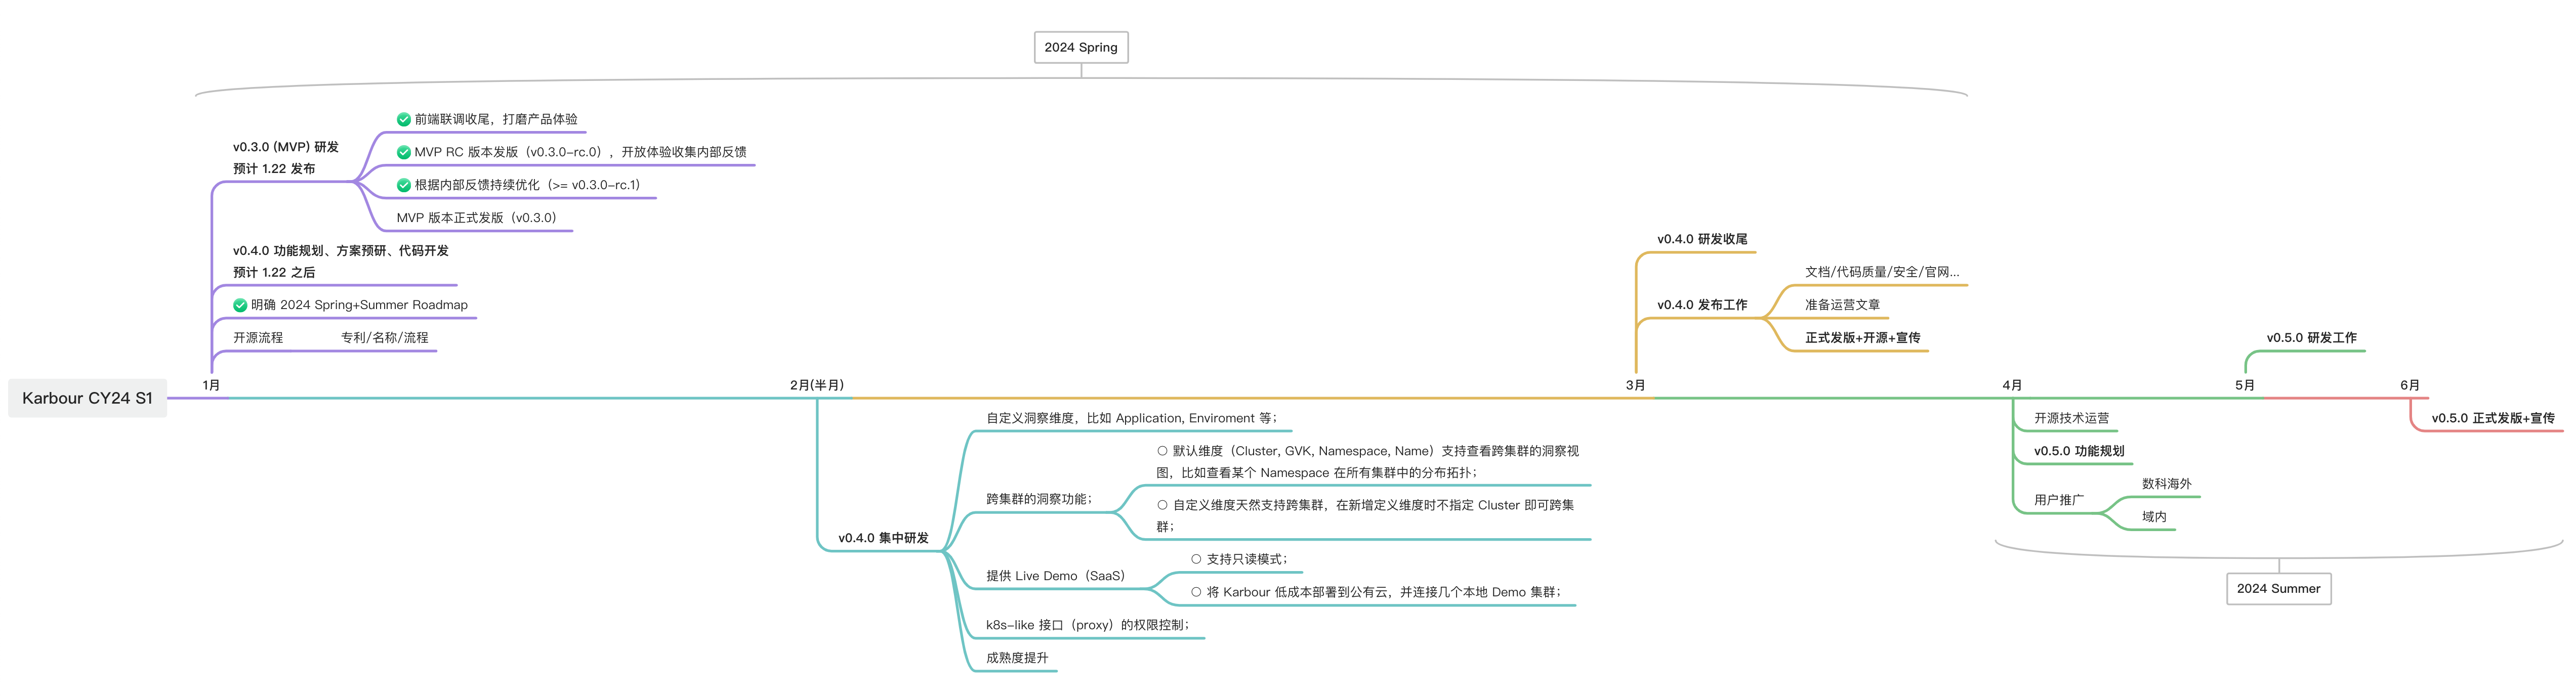 2024 Spring
前端联调收尾，打磨产品体验
v0.3.0 (MVP) 研发
预计 1.22 发布
MVP RC 版本发版（v0.3.0-rc.0），开放体验收集内部反馈
根据内部反馈持续优化（>= v0.3.0-rc.1）
MVP 版本正式发版（v0.3.0）
v0.4.0 功能规划、方案预研、代码开发
预计 1.22 之后
明确 2024 Spring+Summer Roadmap
开源流程
专利/名称/流程
v0.4.0 研发收尾
v0.4.0 发布工作
文档/代码质量/安全/官网...
准备运营文章
正式发版+开源+宣传
v0.5.0 研发工作
Karbour CY24 S1
1月
2月(半月)
3月
4月
5月
6月
v0.4.0 集中研发
自定义洞察维度，比如 Application, Enviroment 等；
跨集群的洞察功能；
○ 默认维度（Cluster, GVK, Namespace, Name）支持查看跨集群的洞察视
图，比如查看某个 Namespace 在所有集群中的分布拓扑；
○ 自定义维度天然支持跨集群，在新增定义维度时不指定 Cluster 即可跨集
群；
提供 Live Demo（SaaS）
○ 支持只读模式；
○ 将 Karbour 低成本部署到公有云，并连接几个本地 Demo 集群；
k8s-like 接口（proxy）的权限控制；
成熟度提升
开源技术运营
v0.5.0 功能规划
用户推广
数科海外
域内
v0.5.0 正式发版+宣传
2024 Summer